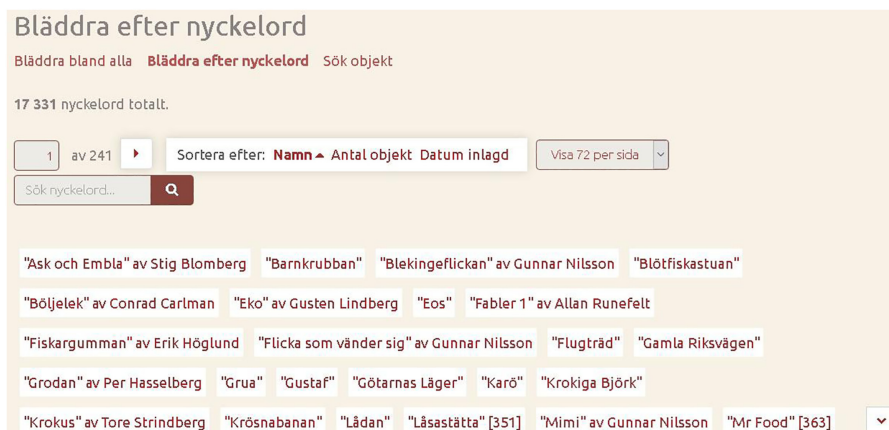 Bläddra efter nyckelord
Bläddra bland alla Bläddra efter nyckelord Sök objekt
17 331 nyckelord totalt.
1 av 241 Sortera efter: Namn Antal objekt Datum inlagd Visa 72 per sida
Sök nyckelord...
"Ask och Embla" av Stig Blomberg "Barnkrubban" "Blekingeflickan" av Gunnar Nilsson "Blötfiskastuan"
"Böljelek" av Conrad Carlman "Eko" av Gusten Lindberg "Eos" "Fabler 1" av Allan Runefelt
"Fiskargumman" av Erik Höglund "Flicka som vänder sig" av Gunnar Nilsson "Flugträd" "Gamla Riksvägen"
"Grodan" av Per Hasselberg "Grua" "Gustaf" "Götarnas Läger" "Karö" "Krokiga Björk"
"Krokus" av Tore Strindberg "Krösnabanan" "Lådan" "Låsastätta" [351] "Mimi" av Gunnar Nilsson "Mr Food" [363]